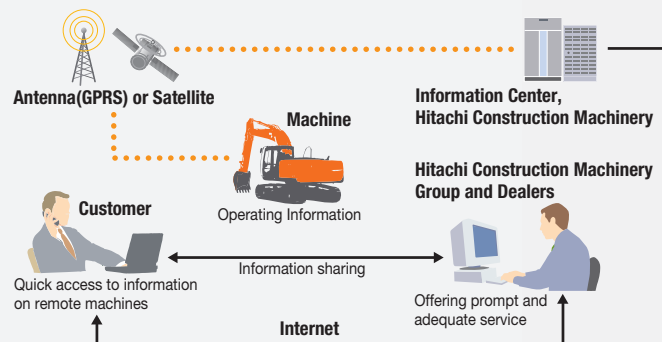 Antenna(GPRS) or Satellite
Information Center,
Hitachi Construction Machinery
Machine
Operating Information
Hitachi Construction Machinery
Group and Dealers
Customer
Quick access to information
on remote machines
Information sharing
Offering prompt and
adequate service
Internet